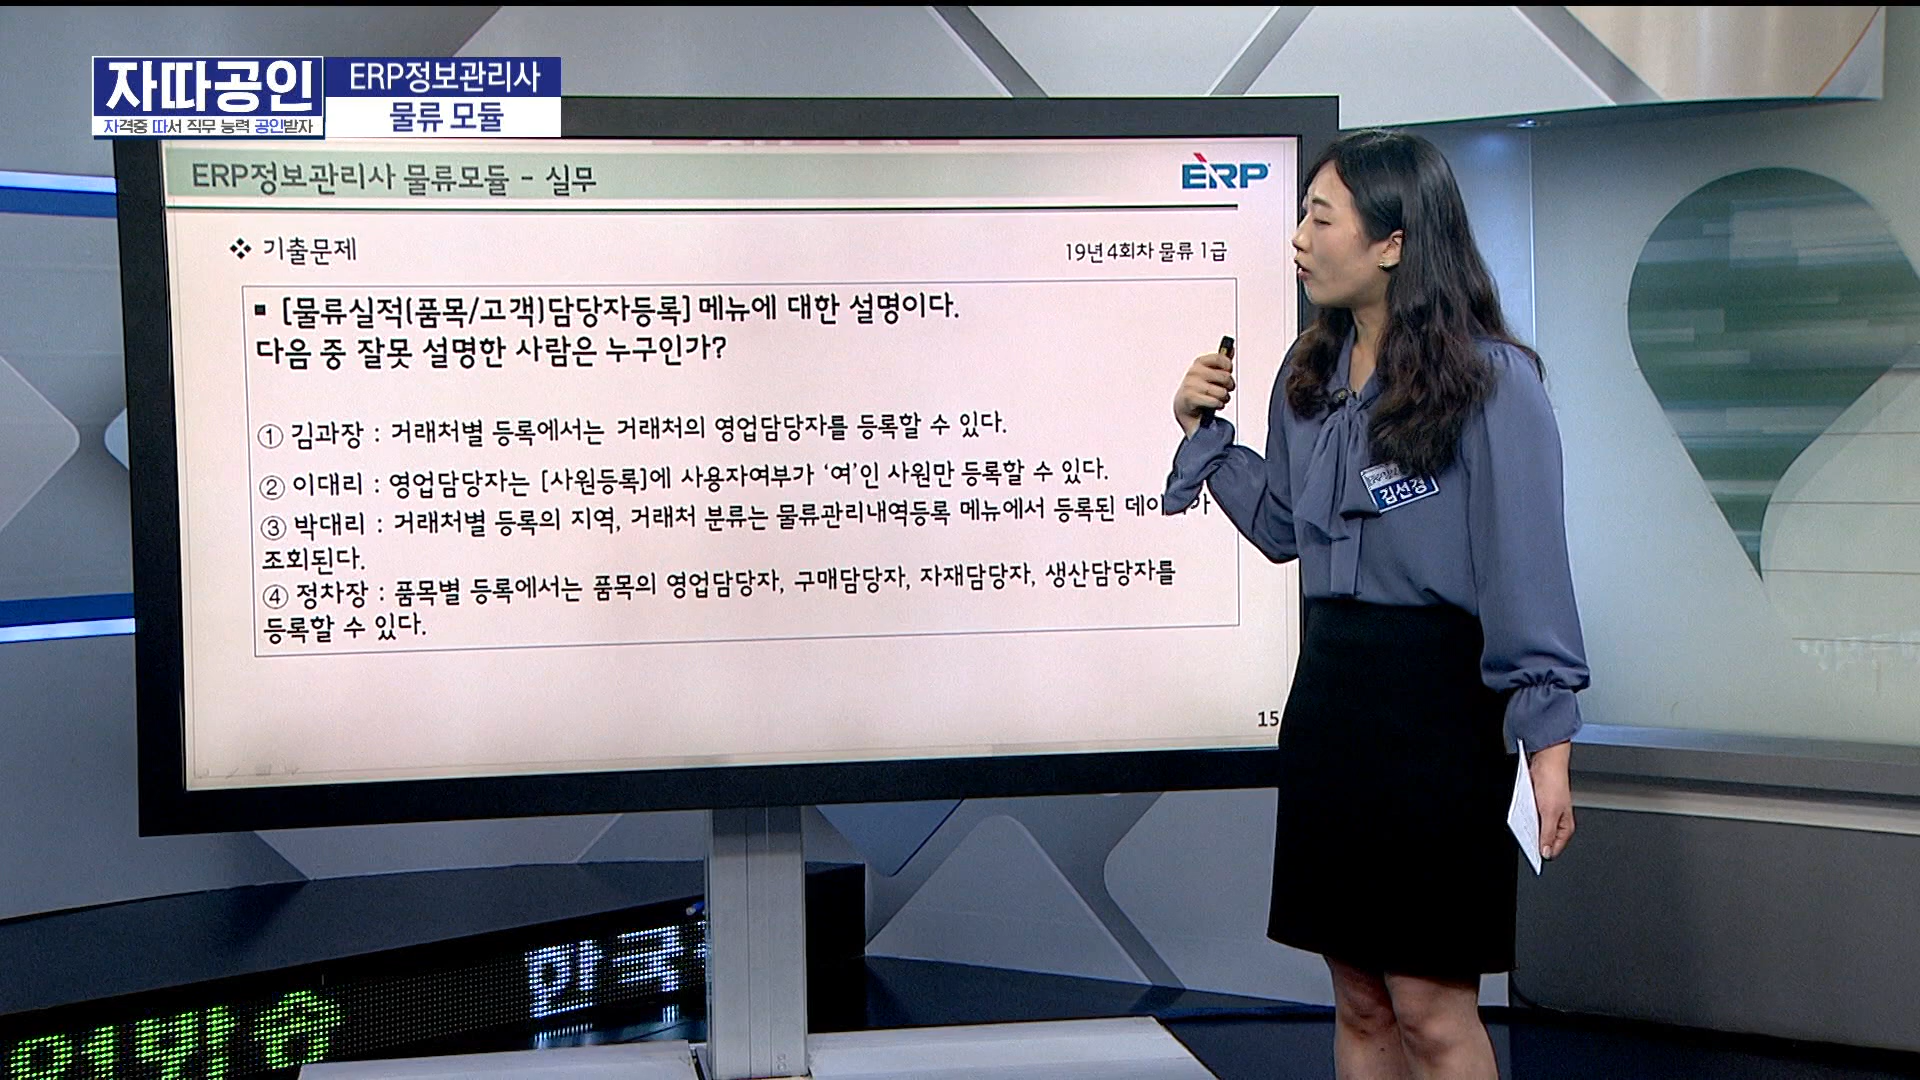 자따공인
자격증 따서 직무 능력 공인받자
ERP정보관리사
물류 모듈
ERP정보관리사 물류모듈 - 실무
ERP
❖ 기출문제
19년4회차 물류 1급
▪ [물류실적(품목/고객)담당자등록] 메뉴에 대한 설명이다.
다음 중 잘못 설명한 사람은 누구인가?
① 김과장 : 거래처별 등록에서는 거래처의 영업담당자를 등록할 수 있다.
② 이대리 : 영업담당자는 [사원등록]에 사용자여부가 ‘여’인 사원만 등록할 수 있다.
③ 박대리 : 거래처별 등록의 지역, 거래처 분류는 물류관리내역등록 메뉴에서 등록된
조회된다.
④ 정차장 : 품목별 등록에서는 품목의 영업담당자, 구매담당자, 자재담당자, 생산담당자를
등록할 수 있다.
15
김선경
한국